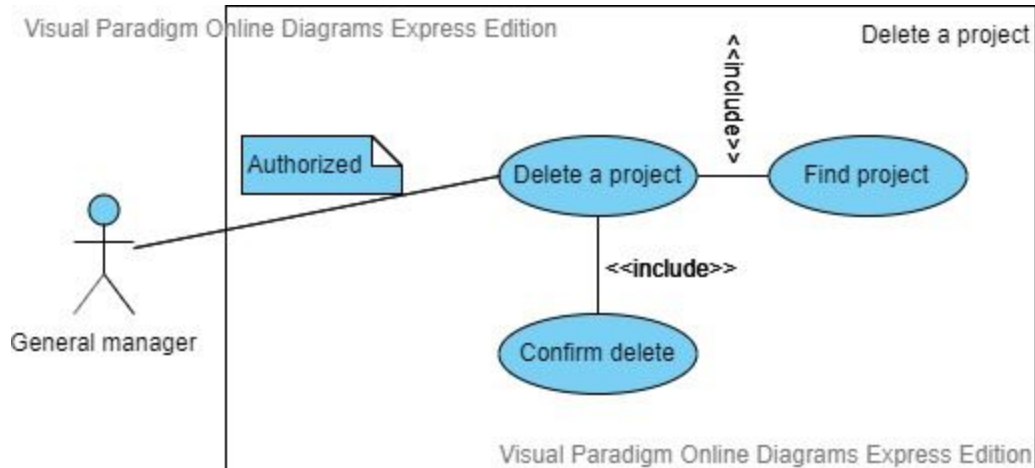 Visual Paradigm Online Diagrams Express Edition
Delete a project
<<include>>
Authorized
Delete a project
Find project
<<include>>
General manager
Confirm delete
Visual Paradigm Online Diagrams Express Edition